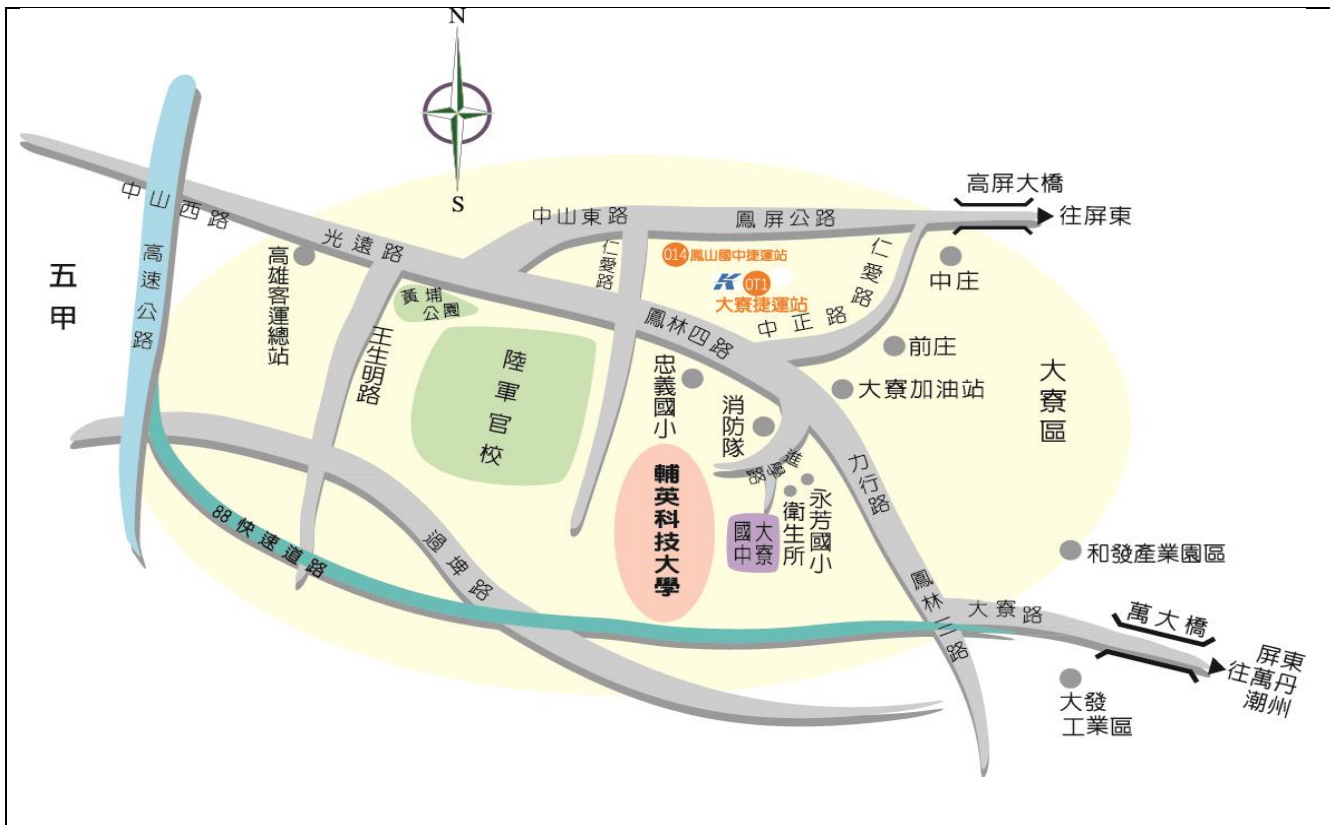 N
S
高屏大橋
往屏東
中山東路
鳳屏公路
中山西路
光遠路
仁愛路
014 鳳山國中捷運站
仁愛路
K OT1
大寮捷運站
中庄
五甲
高速公路
高雄客運總站
黃埔
公園
鳳林四路
中正路
前庄
王生明路
陸軍官校
忠義國小
消防隊
大寮加油站
大寮區
進德路
力行路
輔英科技大學
大寮
國中
衛生所
永芳國小
88快速道路
過埤路
和發產業園區
鳳林三路
大寮路
萬大橋
屏東
往萬丹
潮州
大發
工業區